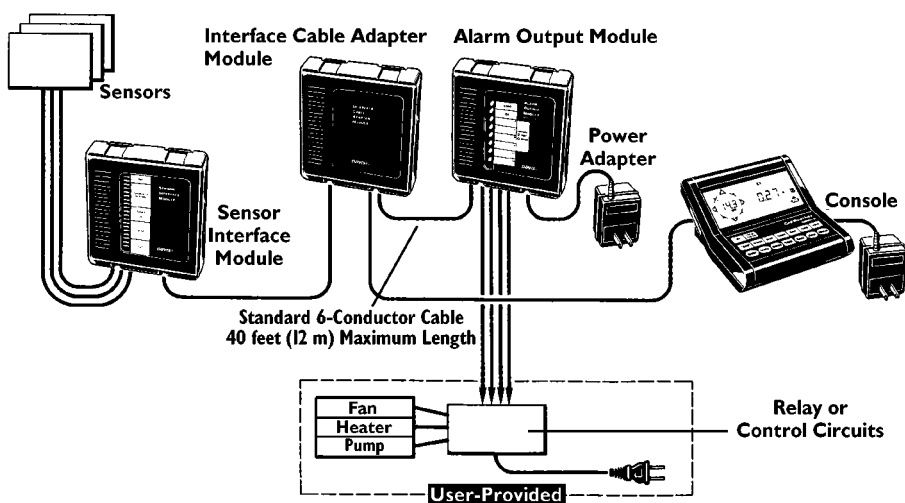 Interface Cable Adapter
Module
Alarm Output Module
Sensors
Power
Adapter
Console
Sensor
Interface
Module
Standard 6-Conductor Cable
40 feet (12 m) Maximum Length
Fan
Heater
Pump
Relay or
Control Circuits
User-Provided